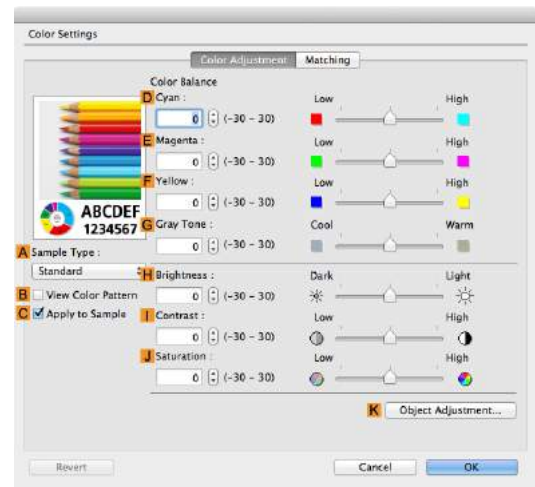 Color Settings
Color Adjustment Matching
Color Balance
D Cyan : Low High
0 (-30 - 30)
E Magenta : Low High
0 (-30 - 30)
F Yellow : Low High
0 (-30 - 30)
ABCDEF
1234567
G Gray Tone : Cool Warm
0 (-30 - 30)
A Sample Type :
Standard
H Brightness : Dark Light
0 (-30 - 30)
B View Color Pattern
C Apply to Sample
I Contrast : Low High
0 (-30 - 30)
J Saturation : Low High
0 (-30 - 30)
K Object Adjustment...
Revert Cancel OK